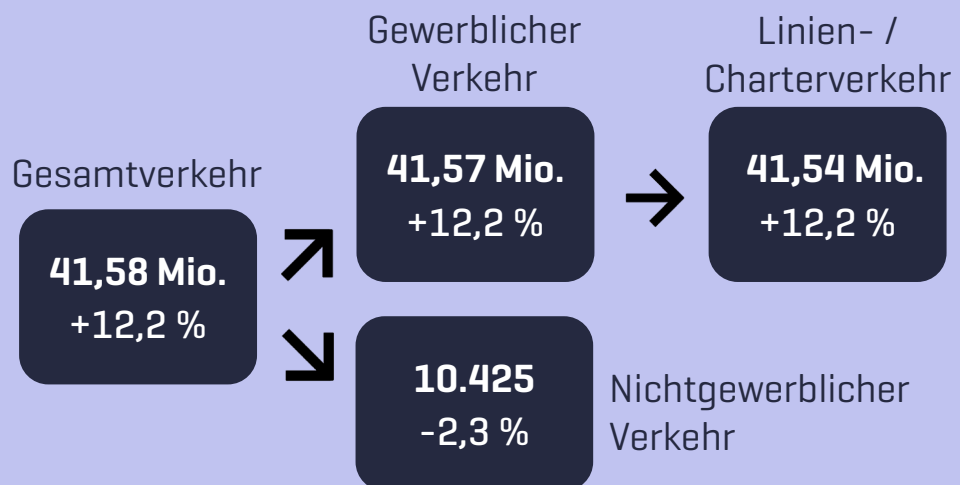 Gesamtverkehr
41,58 Mio.
+12,2 %
Gewerblicher
Verkehr
41,57 Mio.
+12,2 %
Linien- /
Charterverkehr
41,54 Mio.
+12,2 %
10.425
-2,3 %
Nichtgewerblicher
Verkehr